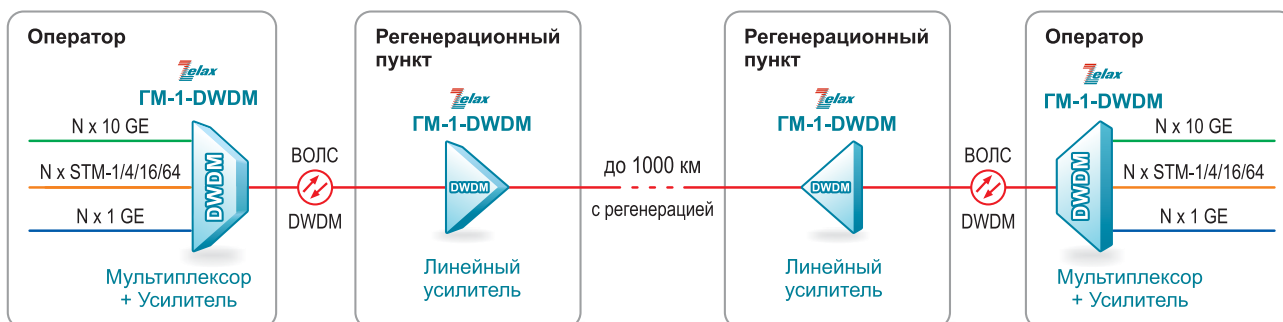 Оператор
Zelax
ГМ-1-DWDM
N x 10 GE
N x STM-1/4/16/64
N x 1 GE
DWDM
Мультиплексор
+ Усилитель
ВОЛС
DWDM
Регенерационный
пункт
Zelax
ГМ-1-DWDM
DWDM
Линейный
усилитель
до 1000 км
с регенерацией
Регенерационный
пункт
Zelax
ГМ-1-DWDM
DWDM
Линейный
усилитель
ВОЛС
DWDM
Оператор
Zelax
ГМ-1-DWDM
DWDM
N x 10 GE
N x STM-1/4/16/64
N x 1 GE
Мультиплексор
+ Усилитель